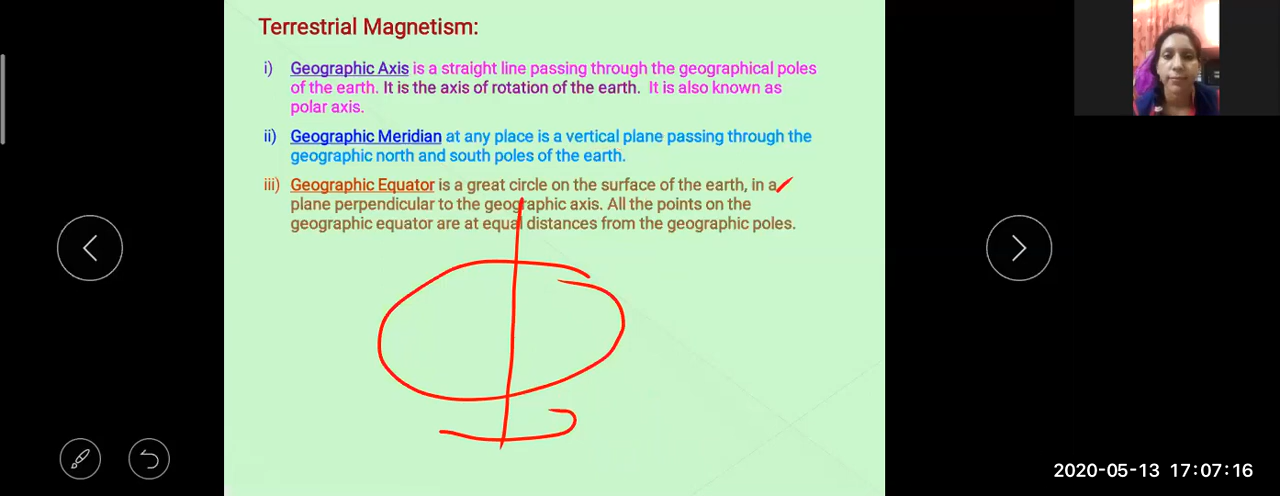 Terrestrial Magnetism:
i) Geographic Axis is a straight line passing through the geographical poles
of the earth. It is the axis of rotation of the earth. It is also known as
polar axis.
ii) Geographic Meridian at any place is a vertical plane passing through the
geographic north and south poles of the earth.
iii) Geographic Equator is a great circle on the surface of the earth, in a
plane perpendicular to the geographic axis. All the points on the
geographic equator are at equal distances from the geographic poles.
2020-05-13 17:07:16